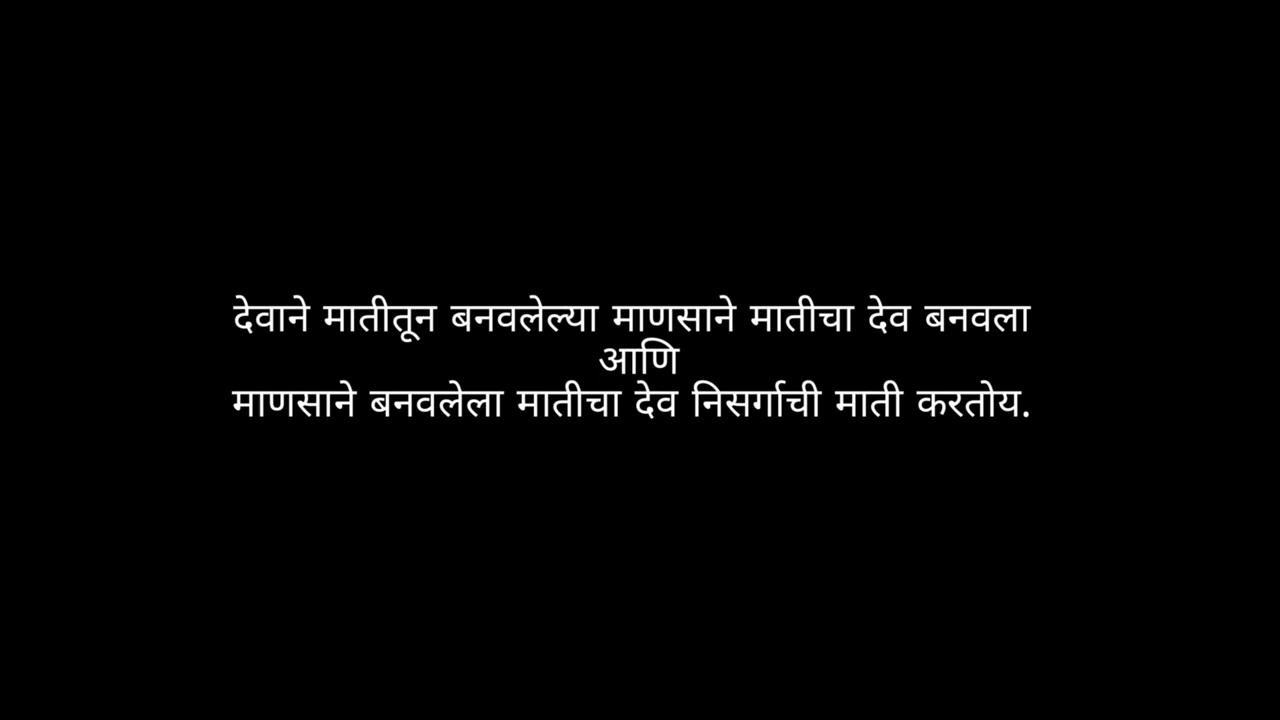 देवाने मातीतून बनवलेल्या माणसाने मातीचा देव बनवला
आणि
माणसाने बनवलेला मातीचा देव निसर्गाची माती करतोय.